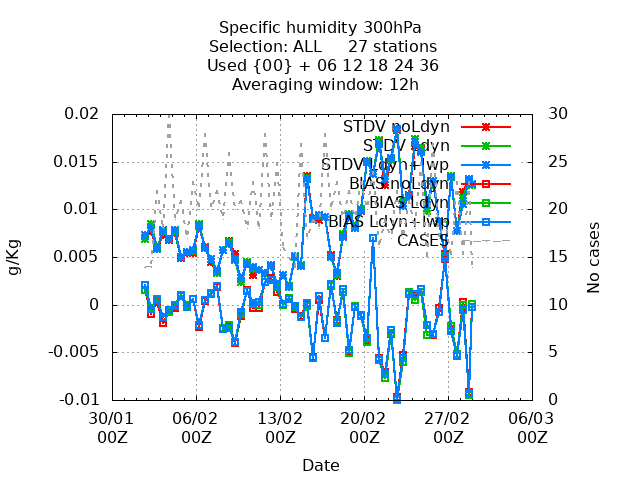 Specific humidity 300hPa
Selection: ALL     27 stations
Used {00} + 06 12 18 24 36
Averaging window: 12h
0.02
0.015
0.01
0.005
0
-0.005
-0.01
g/Kg
30
25
20
15
10
5
0
No cases
STDV noLdyn
STDV Ldyn
STDV Ldyn+lwp
BIAS noLdyn
BIAS Ldyn
BIAS Ldyn+lwp
CASES
30/01 06/02 13/02 20/02 27/02 06/03
00Z 00Z 00Z 00Z 00Z 00Z
Date